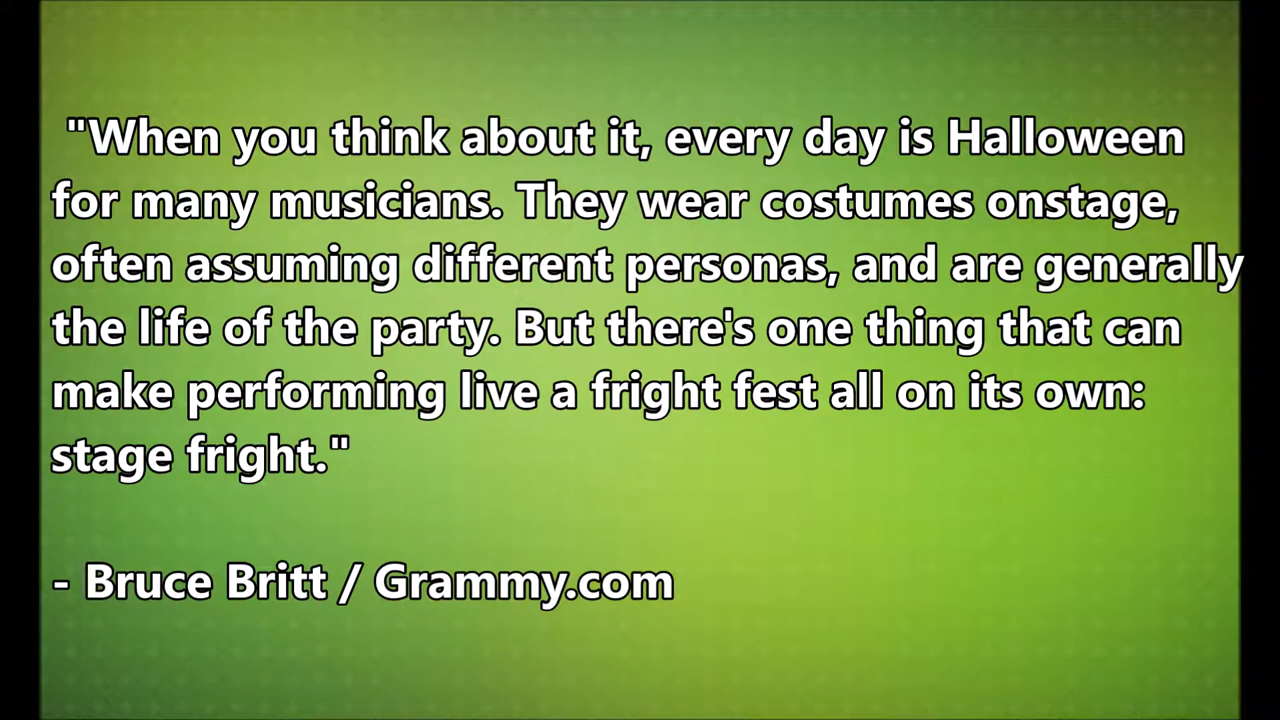 "When you think about it, every day is Halloween
for many musicians. They wear costumes onstage,
often assuming different personas, and are generally
the life of the party. But there's one thing that can
make performing live a fright fest all on its own:
stage fright."
- Bruce Britt / Grammy.com